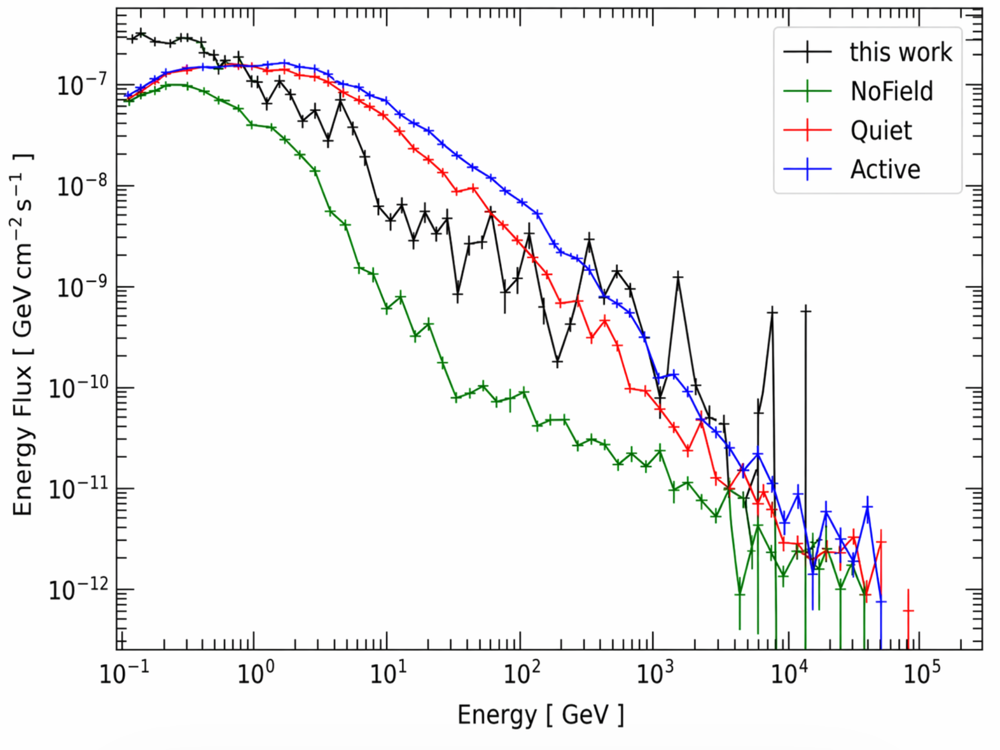 this work
NoField
Quiet
Active
Energy Flux [ GeV cm⁻² s⁻¹ ]
10⁻⁷
10⁻⁸
10⁻⁹
10⁻¹⁰
10⁻¹¹
10⁻¹²
10⁻¹ 10⁰ 10¹ 10² 10³ 10⁴ 10⁵
Energy [ GeV ]